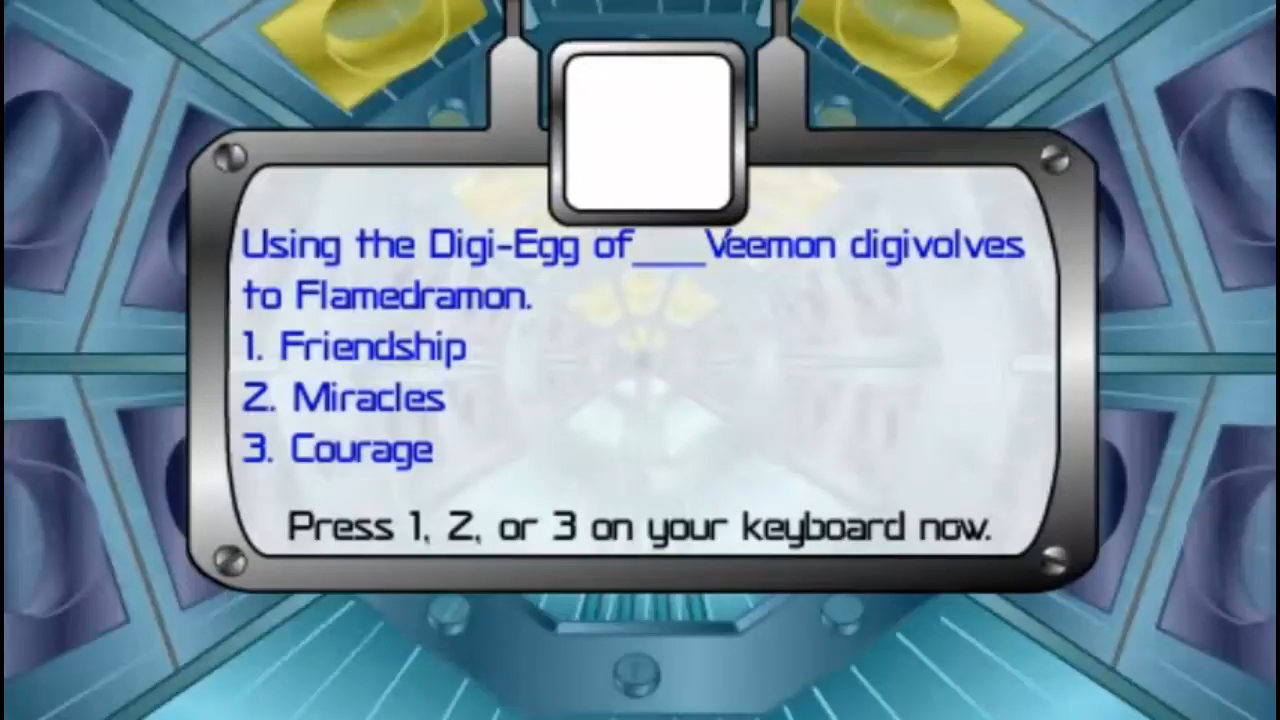 Using the Digi-Egg of___Veemon digivolves
to Flamedramon.
1. Friendship
2. Miracles
3. Courage
Press 1, 2, or 3 on your keyboard now.